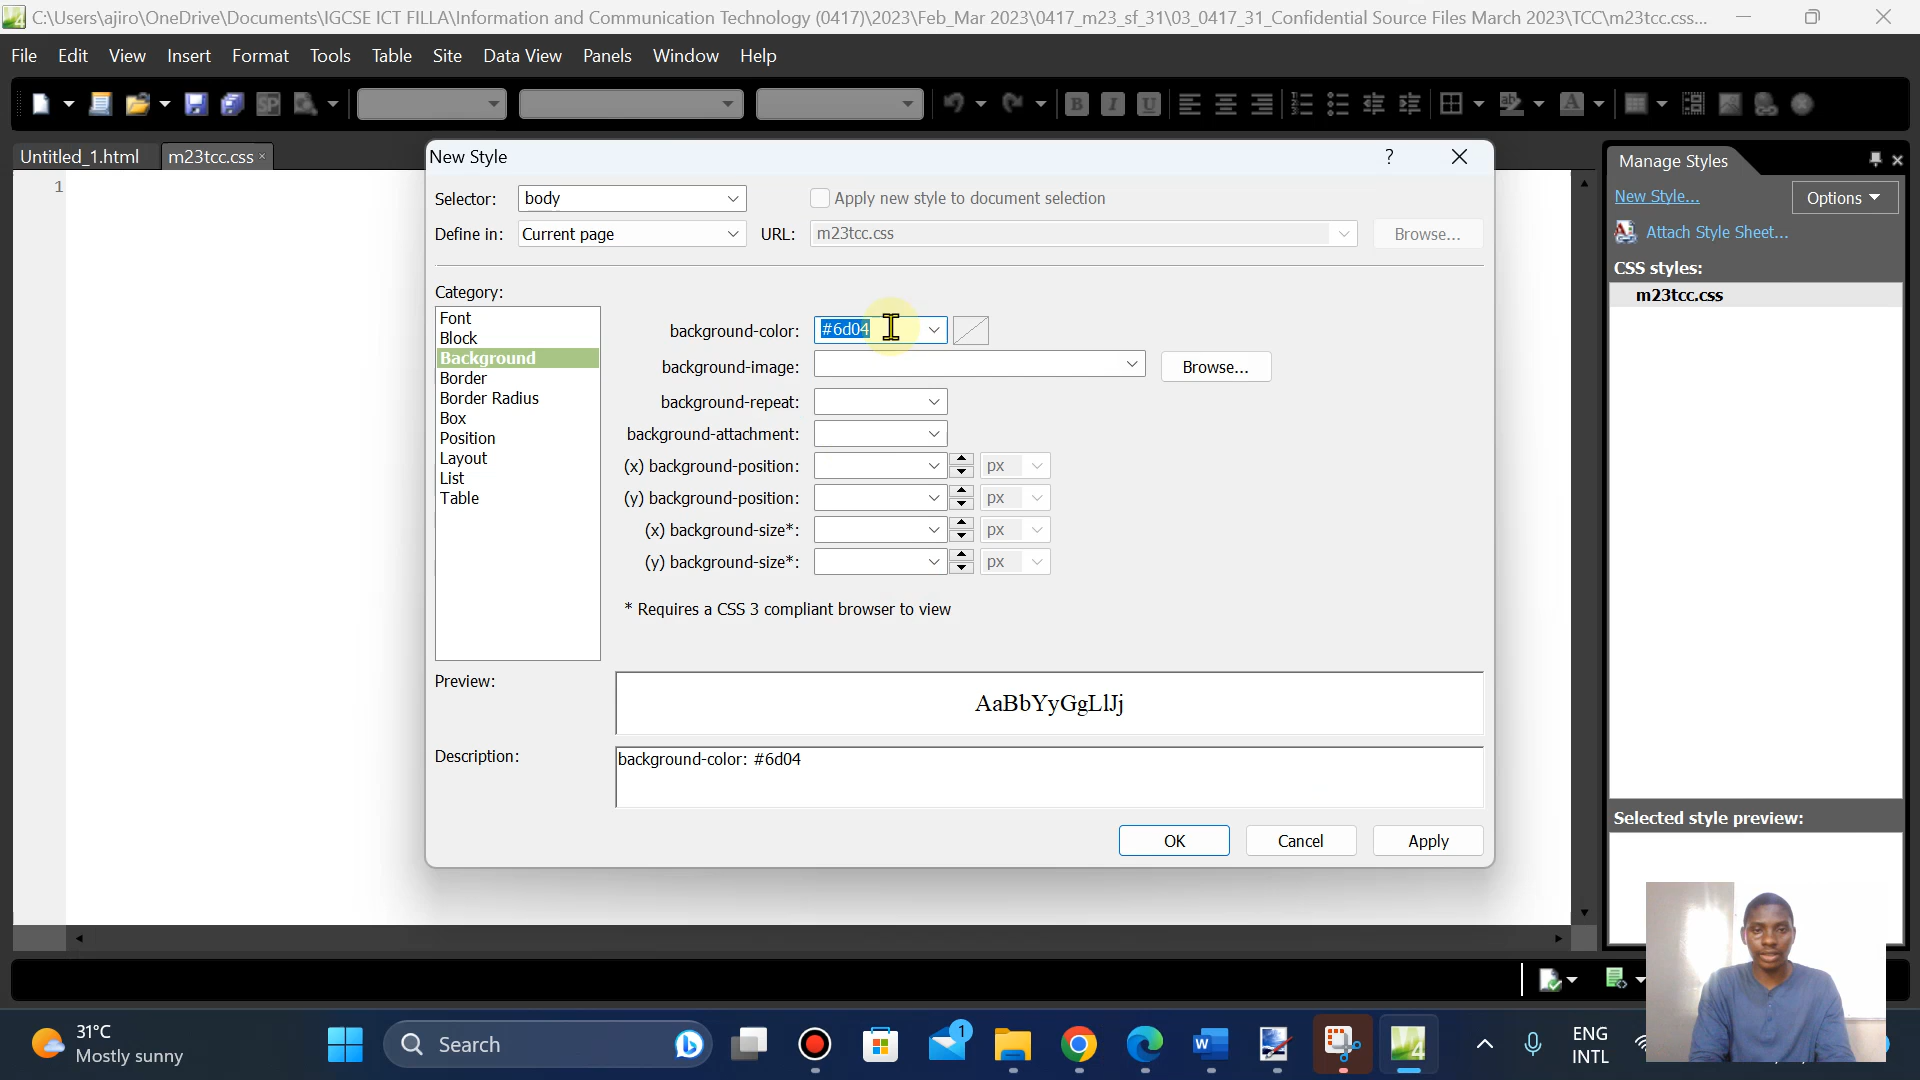 C:\Users\ajiro\OneDrive\Documents\IGCSE ICT FILLA\Information and Communication Technology (0417)\2023\Feb_Mar 2023\0417_m23_sf_31\03_0417_31_Confidential Source Files March 2023\TCC\m23tcc.css...
File Edit View Insert Format Tools Table Site Data View Panels Window Help
Untitled_1.html m23tcc.css
1
New Style
Selector: body Apply new style to document selection
Define in: Current page URL: m23tcc.css Browse...
Category:
Font
Block
Background
Border
Border Radius
Box
Position
Layout
List
Table
background-color: #6d04
background-image: Browse...
background-repeat:
background-attachment:
(x) background-position: px
(y) background-position: px
(x) background-size*: px
(y) background-size*: px
* Requires a CSS 3 compliant browser to view
Preview: AaBbYyGgLlJj
Description: background-color: #6d04
OK Cancel Apply
Manage Styles
New Style... Options
Attach Style Sheet...
CSS styles:
m23tcc.css
Selected style preview:
31°C
Mostly sunny
Search
1
ENG
INTL